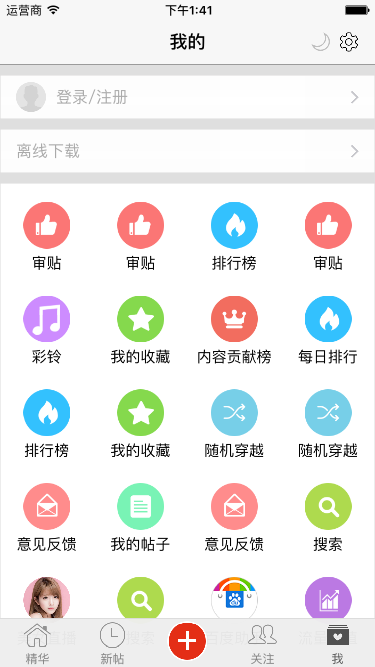 运营商 下午1:41
我的
登录/注册
离线下载
审贴 审贴 排行榜 审贴
彩铃 我的收藏 内容贡献榜 每日排行
排行榜 我的收藏 随机穿越 随机穿越
意见反馈 我的帖子 意见反馈 搜索
搜索
精华 新帖 关注 我